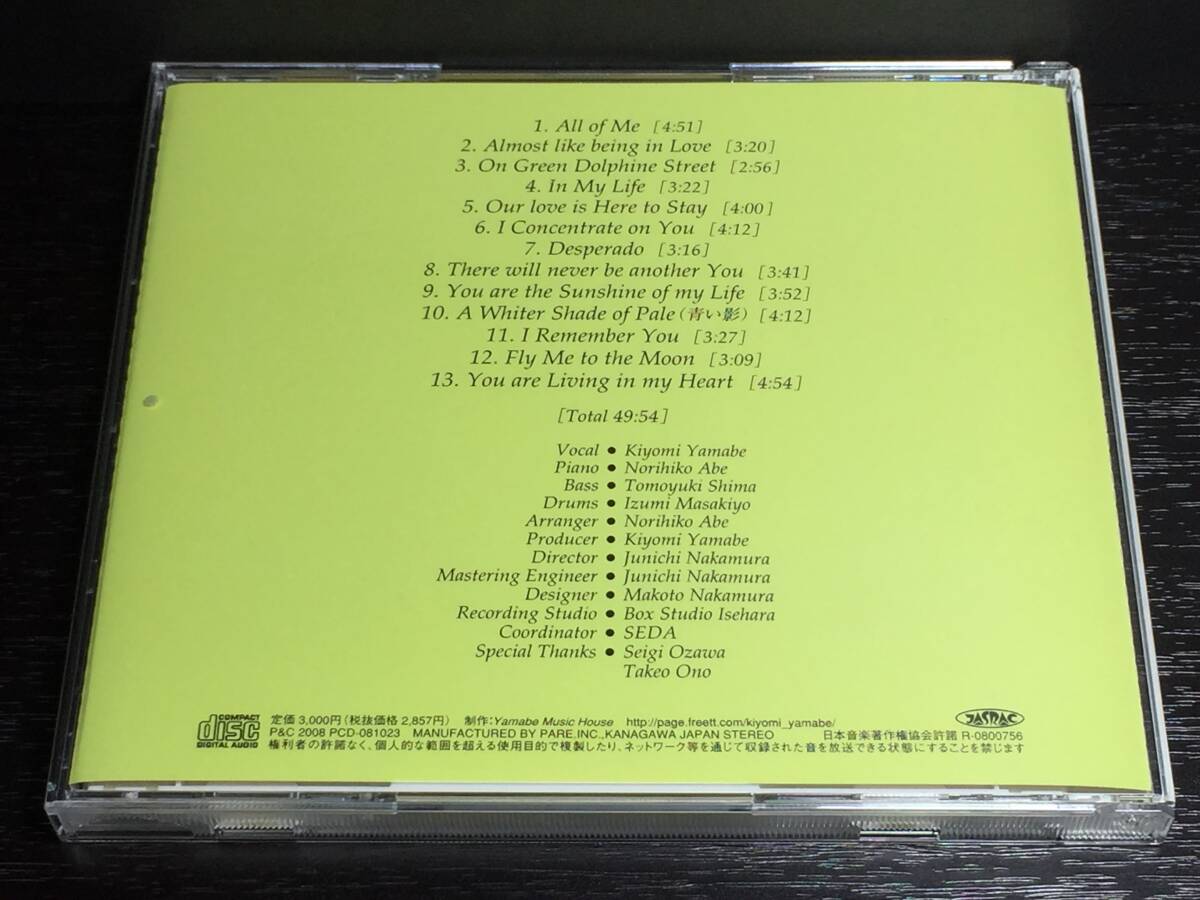 1. All of Me [4:51]
2. Almost like being in Love [3:20]
3. On Green Dolphine Street [2:56]
4. In My Life [3:22]
5. Our love is Here to Stay [4:00]
6. I Concentrate on You [4:12]
7. Desperado [3:16]
8. There will never be another You [3:41]
9. You are the Sunshine of my Life [3:52]
10. A Whiter Shade of Pale (青い影) [4:12]
11. I Remember You [3:27]
12. Fly Me to the Moon [3:09]
13. You are Living in my Heart [4:54]
[Total 49:54]
Vocal ● Kiyomi Yamabe
Piano ● Norihiko Abe
Bass ● Tomoyuki Shima
Drums ● Izumi Masakiyo
Arranger ● Norihiko Abe
Producer ● Kiyomi Yamabe
Director ● Junichi Nakamura
Mastering Engineer ● Junichi Nakamura
Designer ● Makoto Nakamura
Recording Studio ● Box Studio Isehara
Coordinator ● SEDA
Special Thanks ● Seigi Ozawa
Takeo Ono
COMPACT disc DIGITAL AUDIO
定価 3,000円(税抜価格 2,857円) 制作:Yamabe Music House http://page.freett.com/kiyomi_yamabe/
JASRAC
P&C 2008 PCD-081023 MANUFACTURED BY PARE.INC.,KANAGAWA JAPAN STEREO 日本音楽著作権協会許諾 R-0800756
権利者の許諾なく、個人的な範囲を超える使用目的で複製したり、ネットワーク等を通じて収録された音を放送できる状態にすることを禁じます